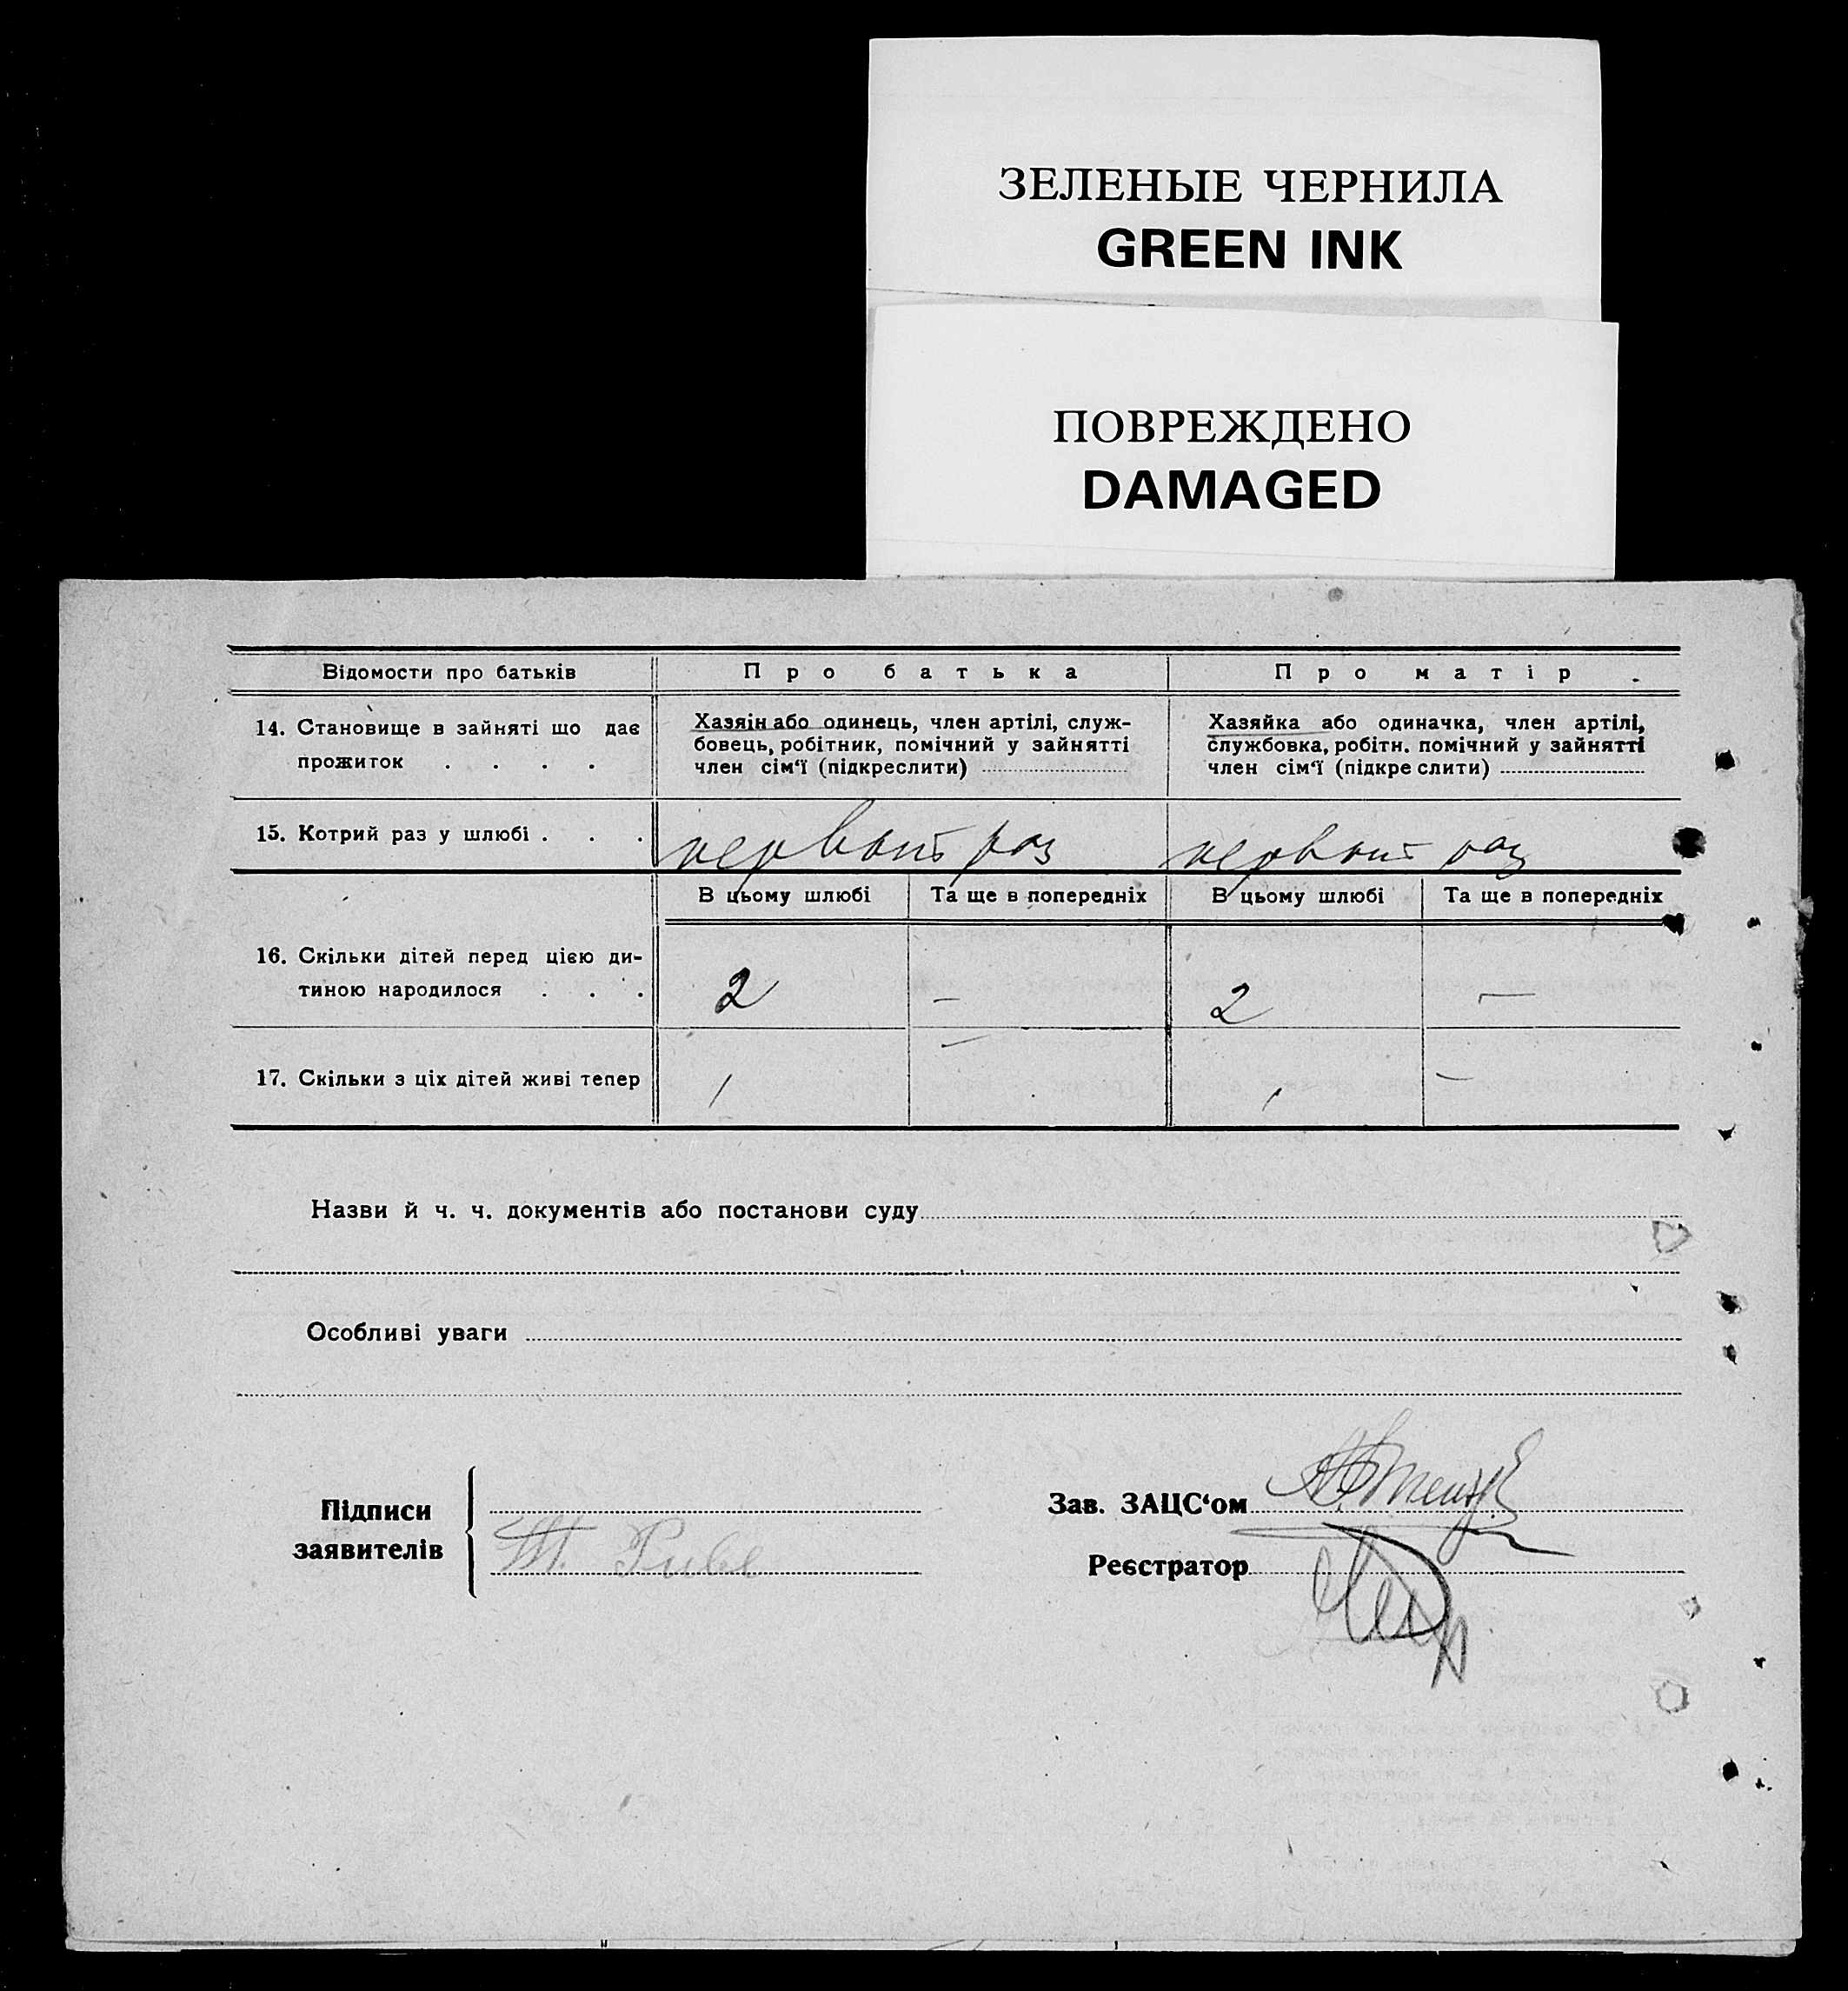 ЗЕЛЕНЫЕ ЧЕРНИЛА
GREEN INK
ПОВРЕЖДЕНО
DAMAGED
Відомости про батьків Про батька Про матір
14. Становище в зайняті що дає
прожиток . . . .
Хазяін або одинець, член артілі, служ-
бовець, робітник, помічний у зайнятті
член сім'ї (підкреслити)
Хазяйка або одиначка, член артілі,
службовка, робітн. помічний у зайнятті
член сім'ї (підкреслити)
15. Котрий раз у шлюбі . . . первий раз первий раз
В цьому шлюбі Та ще в попередніх В цьому шлюбі Та ще в попередніх
16. Скільки дітей перед цією ди-
тиною народилося . . . 2 — 2 —
17. Скільки з ціх дітей живі тепер 1 — 1 —
Назви й ч. ч. документів або постанови суду
Особливі уваги
Підписи
заявителів
Зав. ЗАЦС'ом
Реєстратор